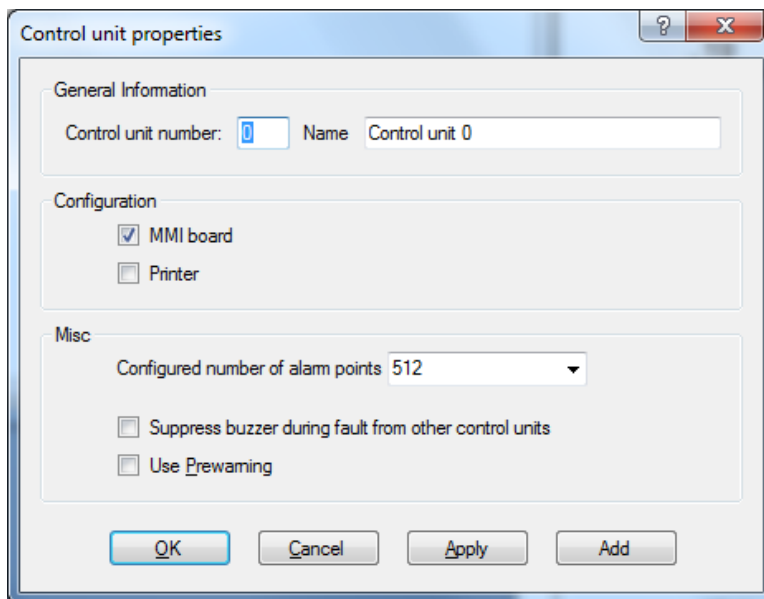 Control unit properties
General Information
Control unit number: 0 Name Control unit 0
Configuration
MMI board
Printer
Misc
Configured number of alarm points 512
Suppress buzzer during fault from other control units
Use Prewarning
OK Cancel Apply Add